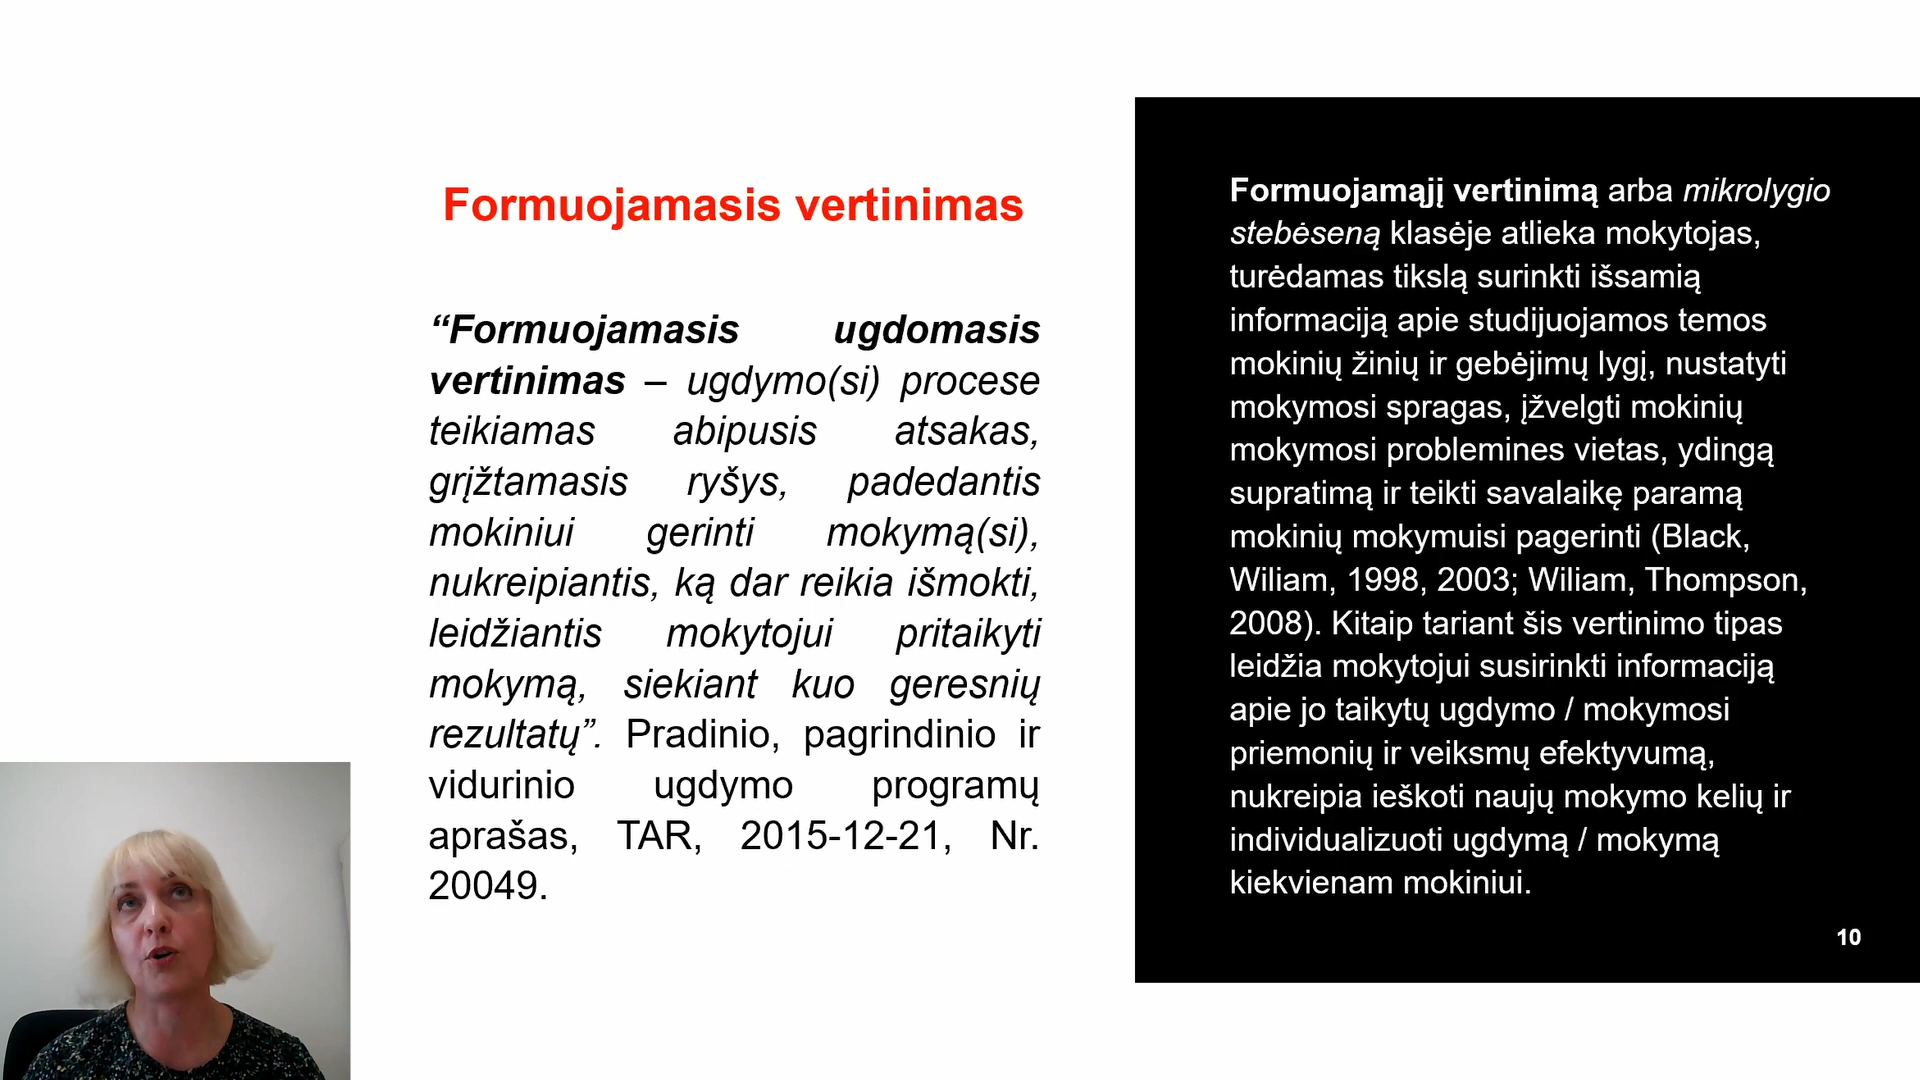 Formuojamasis vertinimas
“Formuojamasis ugdomasis
vertinimas – ugdymo(si) procese
teikiamas abipusis atsakas,
grįžtamasis ryšys, padedantis
mokiniui gerinti mokymą(si),
nukreipiantis, ką dar reikia išmokti,
leidžiantis mokytojui pritaikyti
mokymą, siekiant kuo geresnių
rezultatų”. Pradinio, pagrindinio ir
vidurinio ugdymo programų
aprašas, TAR, 2015-12-21, Nr.
20049.
Formuojamąjį vertinimą arba mikrolygio
stebėseną klasėje atlieka mokytojas,
turėdamas tikslą surinkti išsamią
informaciją apie studijuojamos temos
mokinių žinių ir gebėjimų lygį, nustatyti
mokymosi spragas, įžvelgti mokinių
mokymosi problemines vietas, ydingą
supratimą ir teikti savalaikę paramą
mokinių mokymuisi pagerinti (Black,
Wiliam, 1998, 2003; Wiliam, Thompson,
2008). Kitaip tariant šis vertinimo tipas
leidžia mokytojui susirinkti informaciją
apie jo taikytų ugdymo / mokymosi
priemonių ir veiksmų efektyvumą,
nukreipia ieškoti naujų mokymo kelių ir
individualizuoti ugdymą / mokymą
kiekvienam mokiniui.
10